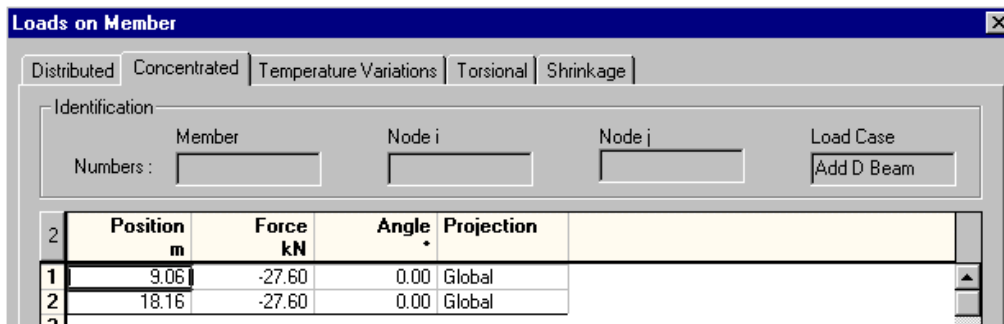 Loads on Member
Distributed Concentrated Temperature Variations Torsional Shrinkage
Identification
Member Node i Node j Load Case
Numbers : Add D Beam
2 Position Force Angle Projection
m kN °
1 9.06 -27.60 0.00 Global
2 18.16 -27.60 0.00 Global